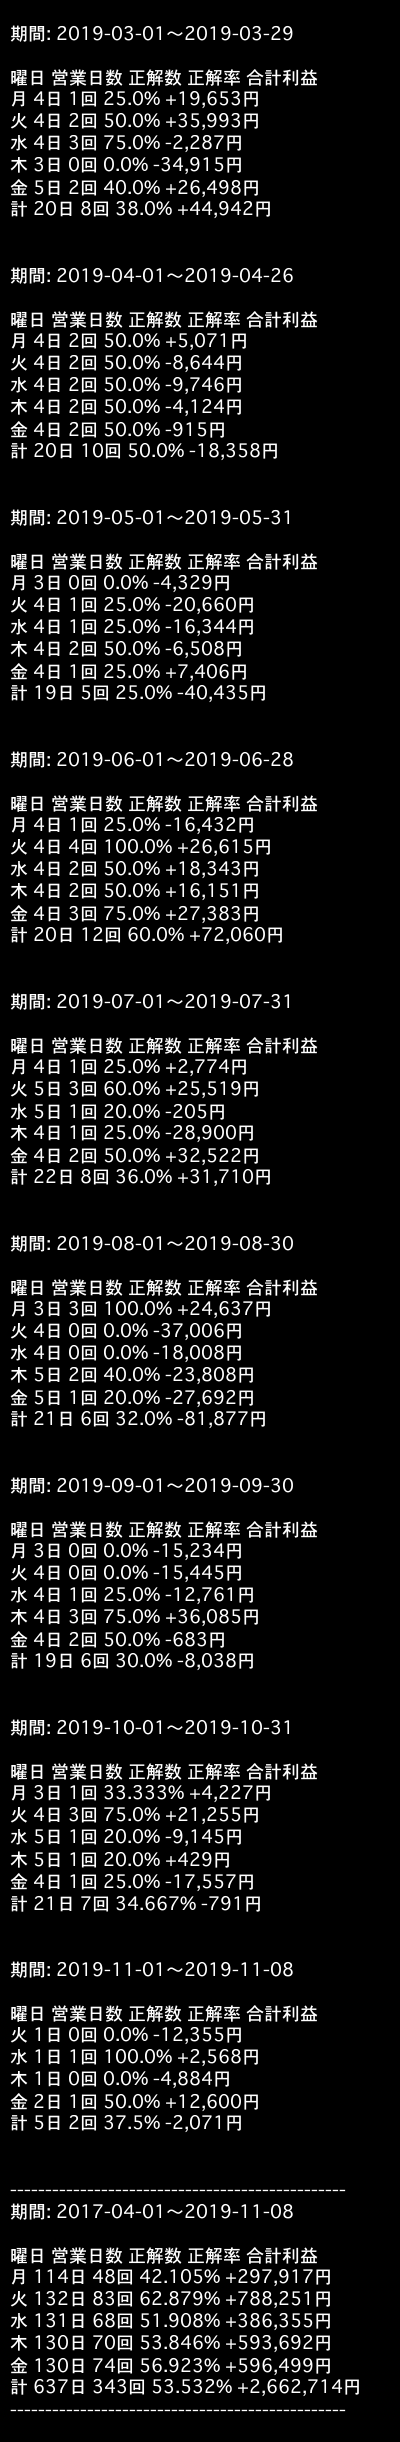 期間: 2019-03-01〜2019-03-29
曜日 営業日数 正解数 正解率 合計利益
月 4日 1回 25.0% +19,653円
火 4日 2回 50.0% +35,993円
水 4日 3回 75.0% -2,287円
木 3日 0回 0.0% -34,915円
金 5日 2回 40.0% +26,498円
計 20日 8回 38.0% +44,942円
期間: 2019-04-01〜2019-04-26
曜日 営業日数 正解数 正解率 合計利益
月 4日 2回 50.0% +5,071円
火 4日 2回 50.0% -8,644円
水 4日 2回 50.0% -9,746円
木 4日 2回 50.0% -4,124円
金 4日 2回 50.0% -915円
計 20日 10回 50.0% -18,358円
期間: 2019-05-01〜2019-05-31
曜日 営業日数 正解数 正解率 合計利益
月 3日 0回 0.0% -4,329円
火 4日 1回 25.0% -20,660円
水 4日 1回 25.0% -16,344円
木 4日 2回 50.0% -6,508円
金 4日 1回 25.0% +7,406円
計 19日 5回 25.0% -40,435円
期間: 2019-06-01〜2019-06-28
曜日 営業日数 正解数 正解率 合計利益
月 4日 1回 25.0% -16,432円
火 4日 4回 100.0% +26,615円
水 4日 2回 50.0% +18,343円
木 4日 2回 50.0% +16,151円
金 4日 3回 75.0% +27,383円
計 20日 12回 60.0% +72,060円
期間: 2019-07-01〜2019-07-31
曜日 営業日数 正解数 正解率 合計利益
月 4日 1回 25.0% +2,774円
火 5日 3回 60.0% +25,519円
水 5日 1回 20.0% -205円
木 4日 1回 25.0% -28,900円
金 4日 2回 50.0% +32,522円
計 22日 8回 36.0% +31,710円
期間: 2019-08-01〜2019-08-30
曜日 営業日数 正解数 正解率 合計利益
月 3日 3回 100.0% +24,637円
火 4日 0回 0.0% -37,006円
水 4日 0回 0.0% -18,008円
木 5日 2回 40.0% -23,808円
金 5日 1回 20.0% -27,692円
計 21日 6回 32.0% -81,877円
期間: 2019-09-01〜2019-09-30
曜日 営業日数 正解数 正解率 合計利益
月 3日 0回 0.0% -15,234円
火 4日 0回 0.0% -15,445円
水 4日 1回 25.0% -12,761円
木 4日 3回 75.0% +36,085円
金 4日 2回 50.0% -683円
計 19日 6回 30.0% -8,038円
期間: 2019-10-01〜2019-10-31
曜日 営業日数 正解数 正解率 合計利益
月 3日 1回 33.333% +4,227円
火 4日 3回 75.0% +21,255円
水 5日 1回 20.0% -9,145円
木 5日 1回 20.0% +429円
金 4日 1回 25.0% -17,557円
計 21日 7回 34.667% -791円
期間: 2019-11-01〜2019-11-08
曜日 営業日数 正解数 正解率 合計利益
火 1日 0回 0.0% -12,355円
水 1日 1回 100.0% +2,568円
木 1日 0回 0.0% -4,884円
金 2日 1回 50.0% +12,600円
計 5日 2回 37.5% -2,071円
------------------------------------------------
期間: 2017-04-01〜2019-11-08
曜日 営業日数 正解数 正解率 合計利益
月 114日 48回 42.105% +297,917円
火 132日 83回 62.879% +788,251円
水 131日 68回 51.908% +386,355円
木 130日 70回 53.846% +593,692円
金 130日 74回 56.923% +596,499円
計 637日 343回 53.532% +2,662,714円
------------------------------------------------